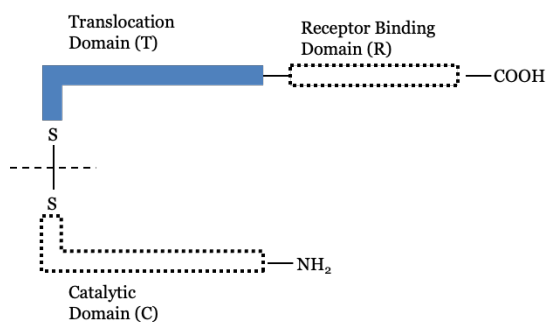 Translocation
Domain (T)
Receptor Binding
Domain (R)
COOH
S
S
NH₂
Catalytic
Domain (C)